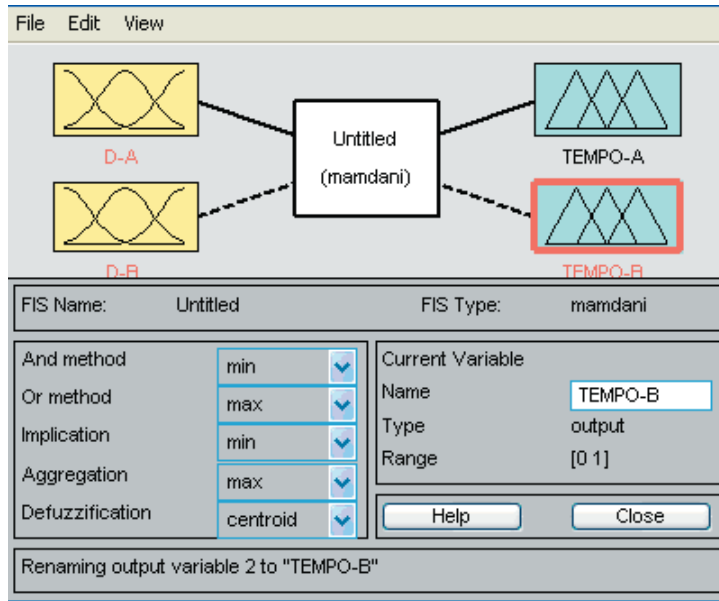 File Edit View
D-A
Untitled
(mamdani)
TEMPO-A
D-B
TEMPO-B
FIS Name: Untitled FIS Type: mamdani
And method min
Or method max
Implication min
Aggregation max
Defuzzification centroid
Current Variable
Name TEMPO-B
Type output
Range [0 1]
Help Close
Renaming output variable 2 to "TEMPO-B"